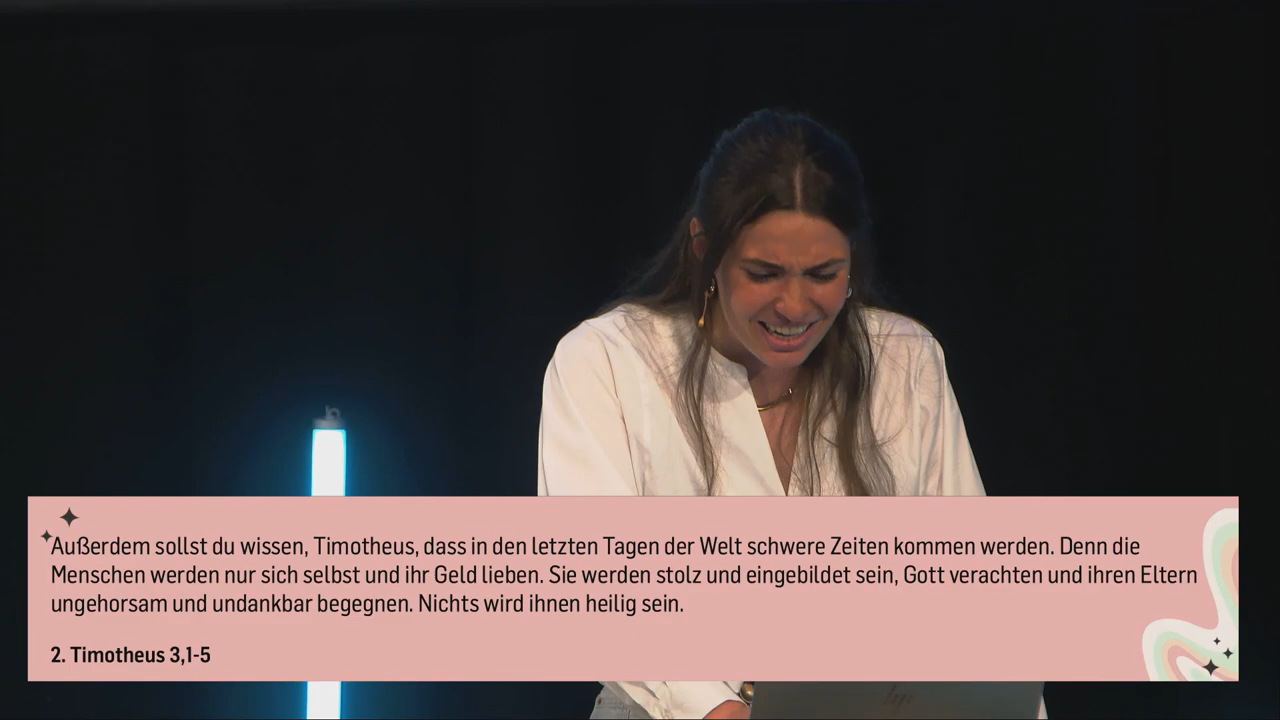 Außerdem sollst du wissen, Timotheus, dass in den letzten Tagen der Welt schwere Zeiten kommen werden. Denn die
Menschen werden nur sich selbst und ihr Geld lieben. Sie werden stolz und eingebildet sein, Gott verachten und ihren Eltern
ungehorsam und undankbar begegnen. Nichts wird ihnen heilig sein.
2. Timotheus 3,1-5